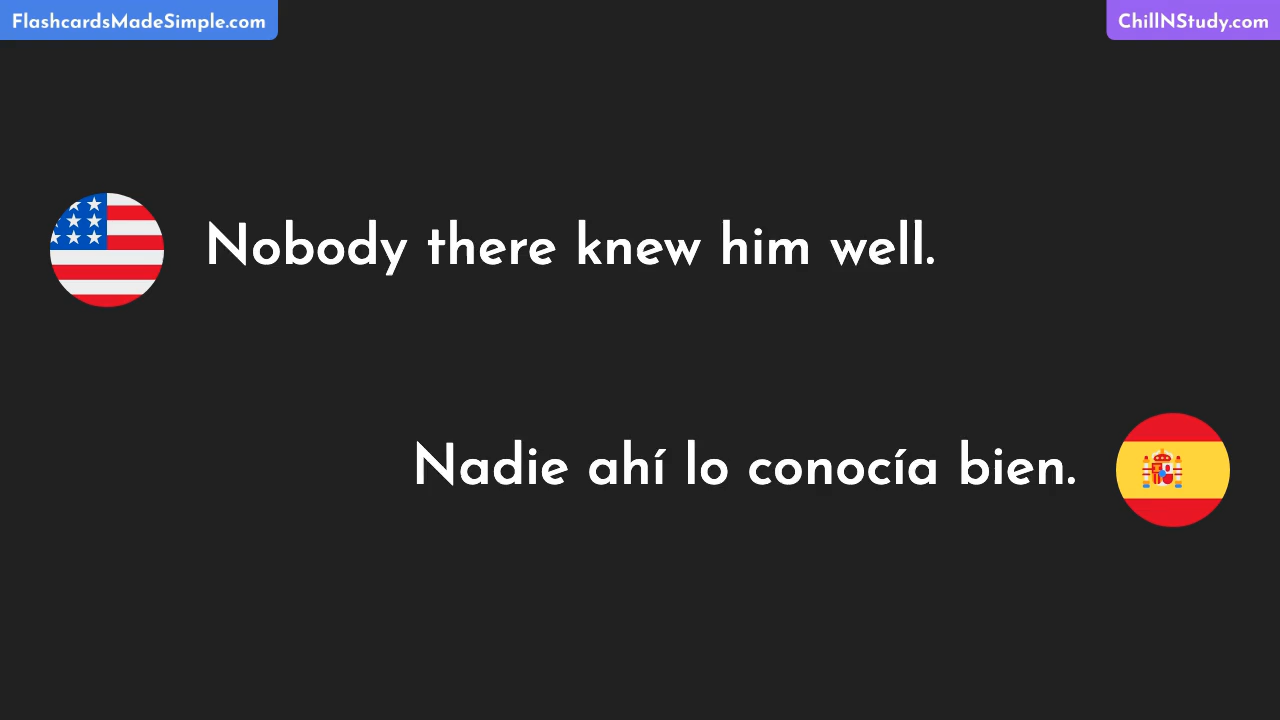 FlashcardsMadeSimple.com
ChillNStudy.com
Nobody there knew him well.
Nadie ahí lo conocía bien.